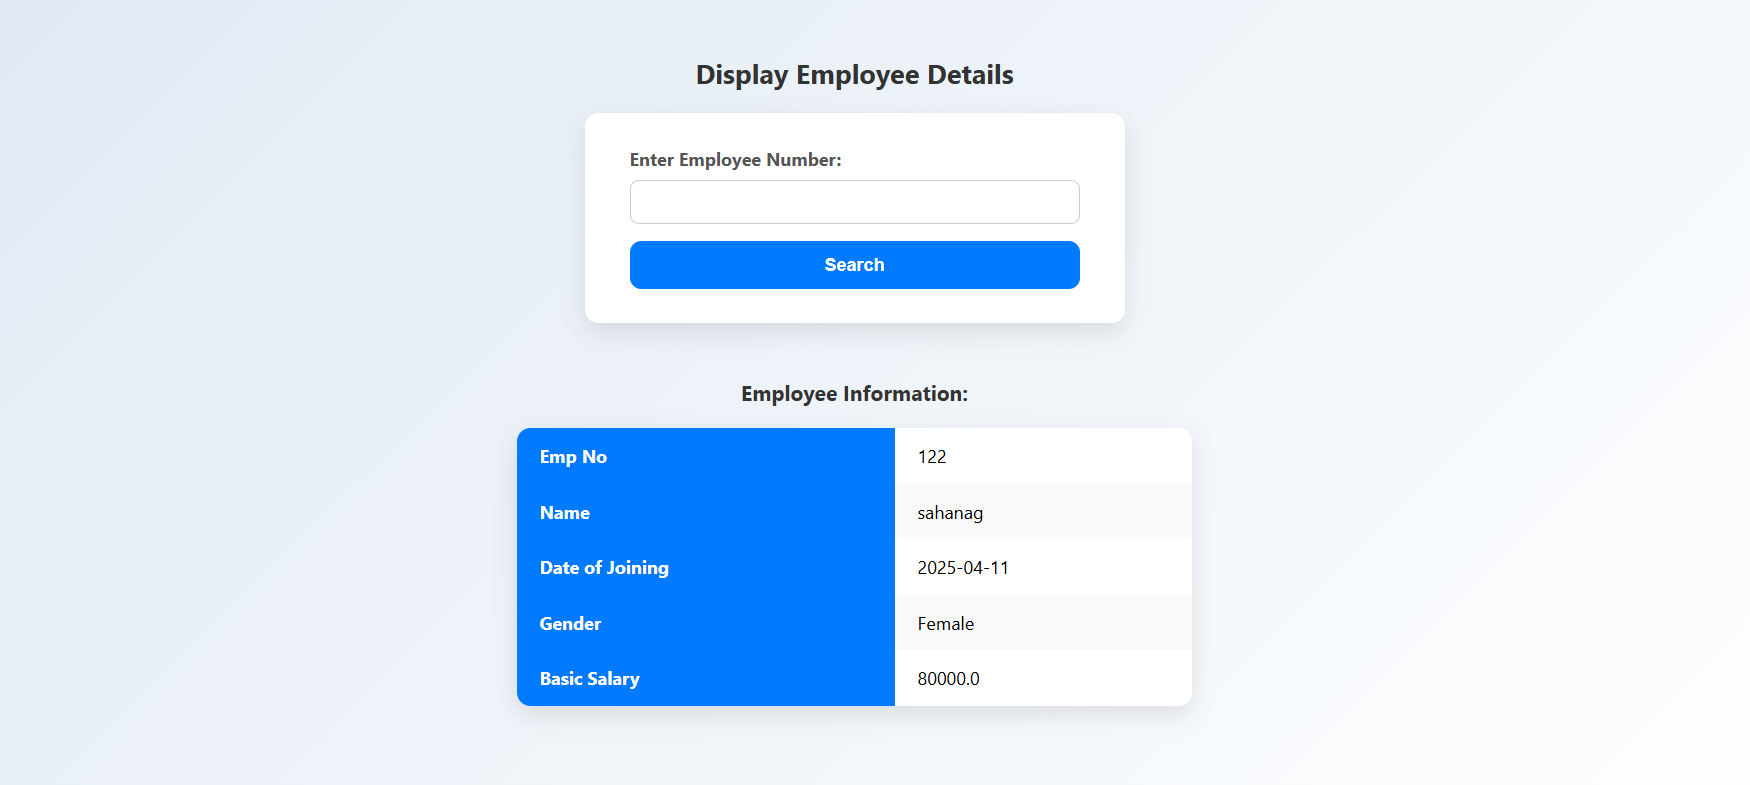 Display Employee Details
Enter Employee Number:
Search
Employee Information:
Emp No 122
Name sahanag
Date of Joining 2025-04-11
Gender Female
Basic Salary 80000.0